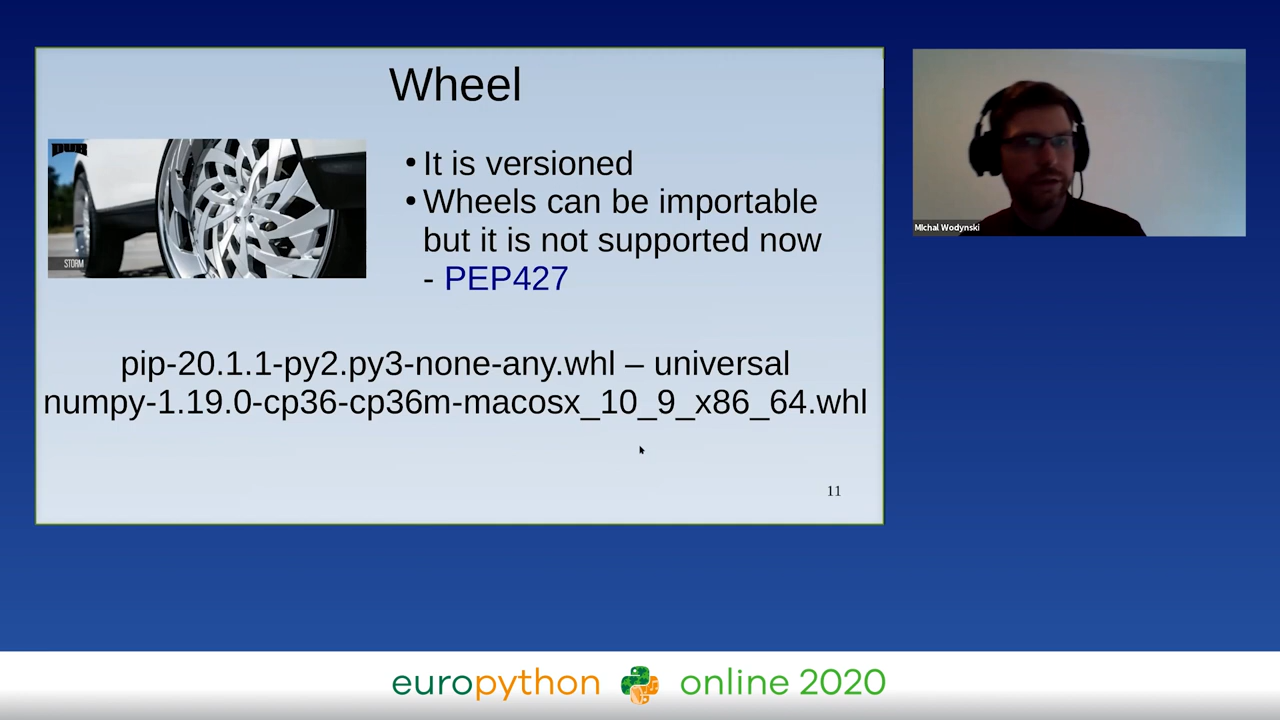 Wheel
DUB
STORM
• It is versioned
• Wheels can be importable
but it is not supported now
- PEP427
pip-20.1.1-py2.py3-none-any.whl – universal
numpy-1.19.0-cp36-cp36m-macosx_10_9_x86_64.whl
11
Michal Wodynski
europython online 2020